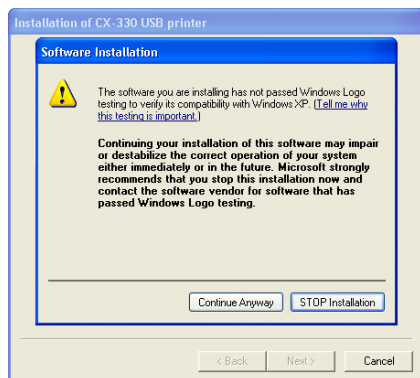 Installation of CX-330 USB printer
Software Installation
The software you are installing has not passed Windows Logo
testing to verify its compatibility with Windows XP. (Tell me why
this testing is important.)
Continuing your installation of this software may impair
or destabilize the correct operation of your system
either immediately or in the future. Microsoft strongly
recommends that you stop this installation now and
contact the software vendor for software that has
passed Windows Logo testing.
Continue Anyway STOP Installation
< Back Next > Cancel